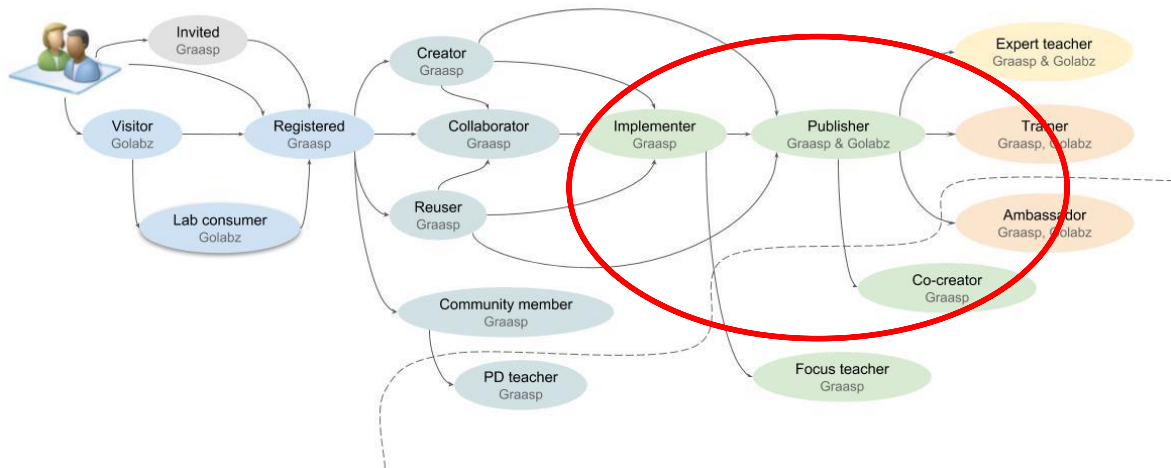 Invited
Graasp
Visitor
Golabz
Lab consumer
Golabz
Registered
Graasp
Creator
Graasp
Collaborator
Graasp
Reuser
Graasp
Community member
Graasp
PD teacher
Graasp
Implementer
Graasp
Publisher
Graasp & Golabz
Expert teacher
Graasp & Golabz
Trainer
Graasp, Golabz
Ambassador
Graasp, Golabz
Co-creator
Graasp
Focus teacher
Graasp